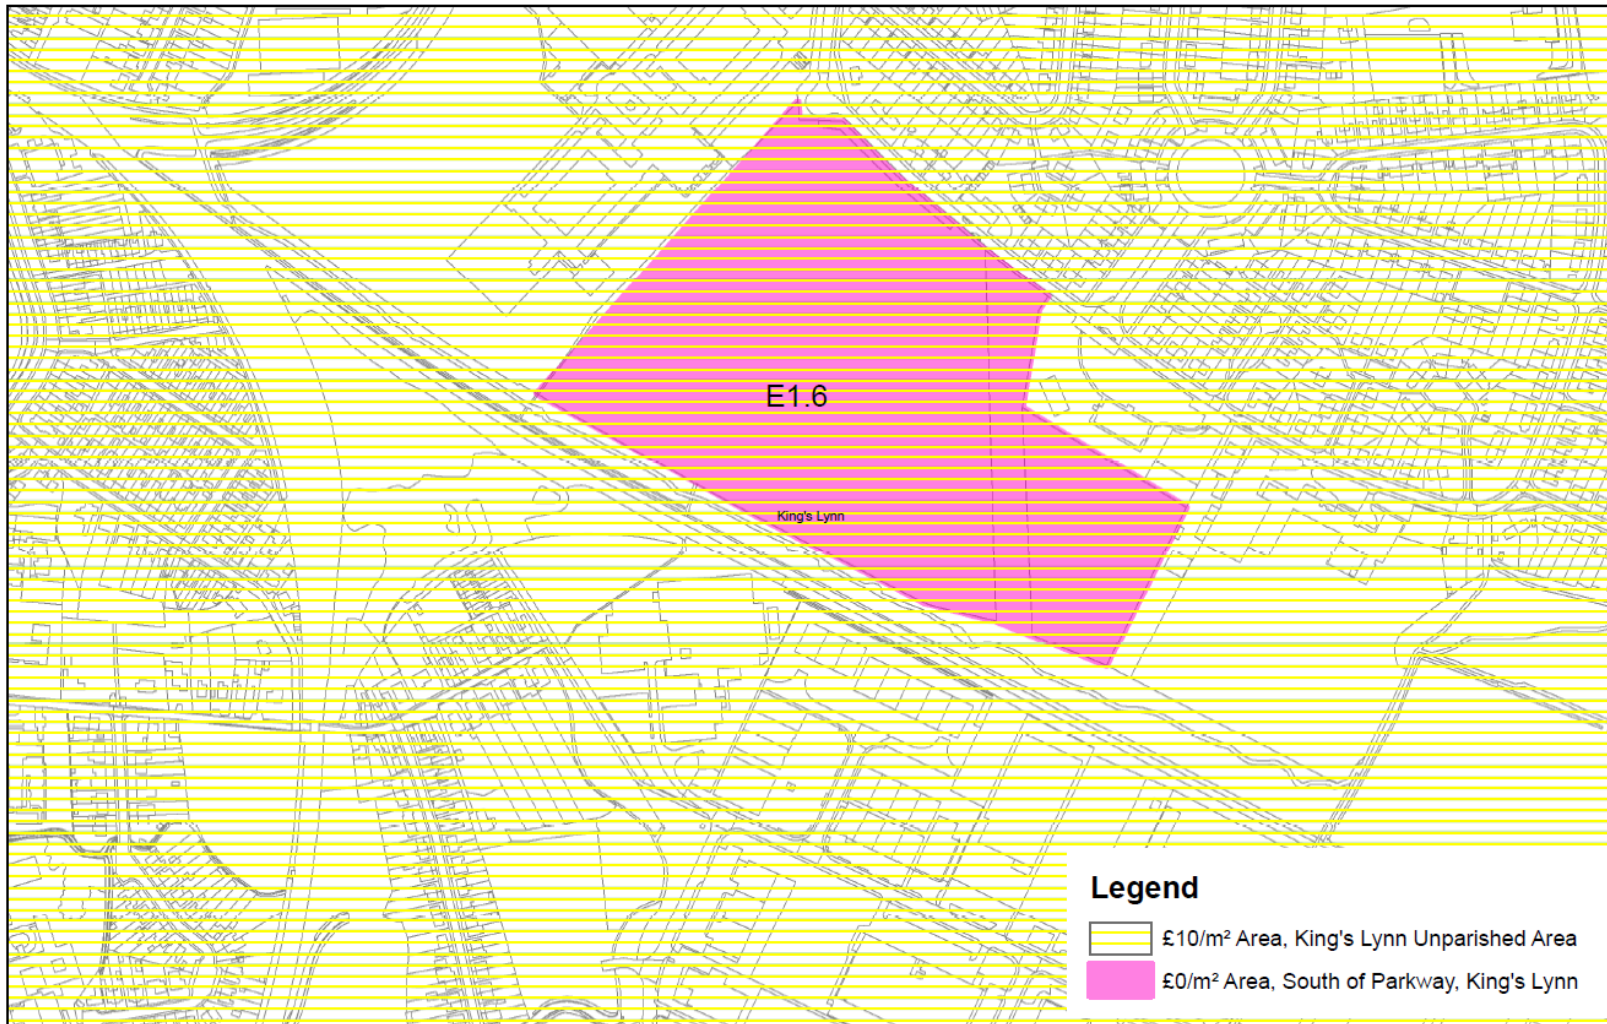 E1.6
King's Lynn
Legend
£10/m² Area, King's Lynn Unparished Area
£0/m² Area, South of Parkway, King's Lynn